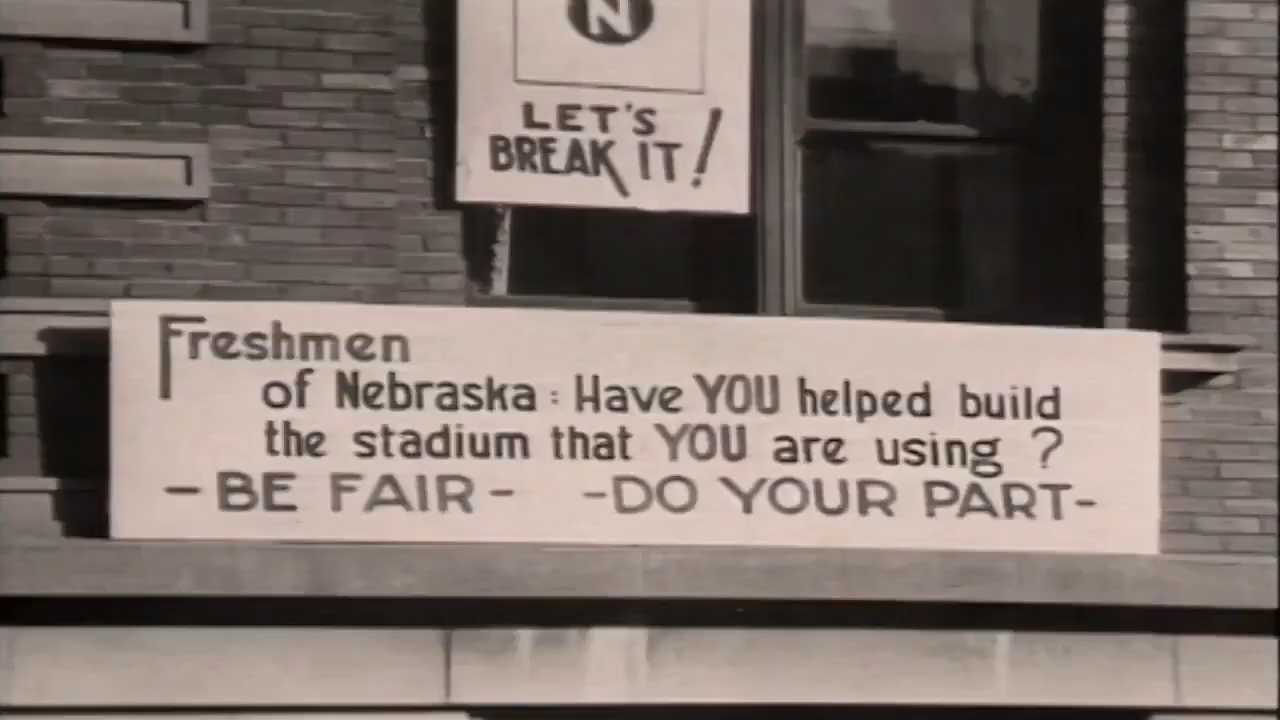 N
LET'S
BREAK IT!
Freshmen
of Nebraska: Have YOU helped build
the stadium that YOU are using?
- BE FAIR - -DO YOUR PART-